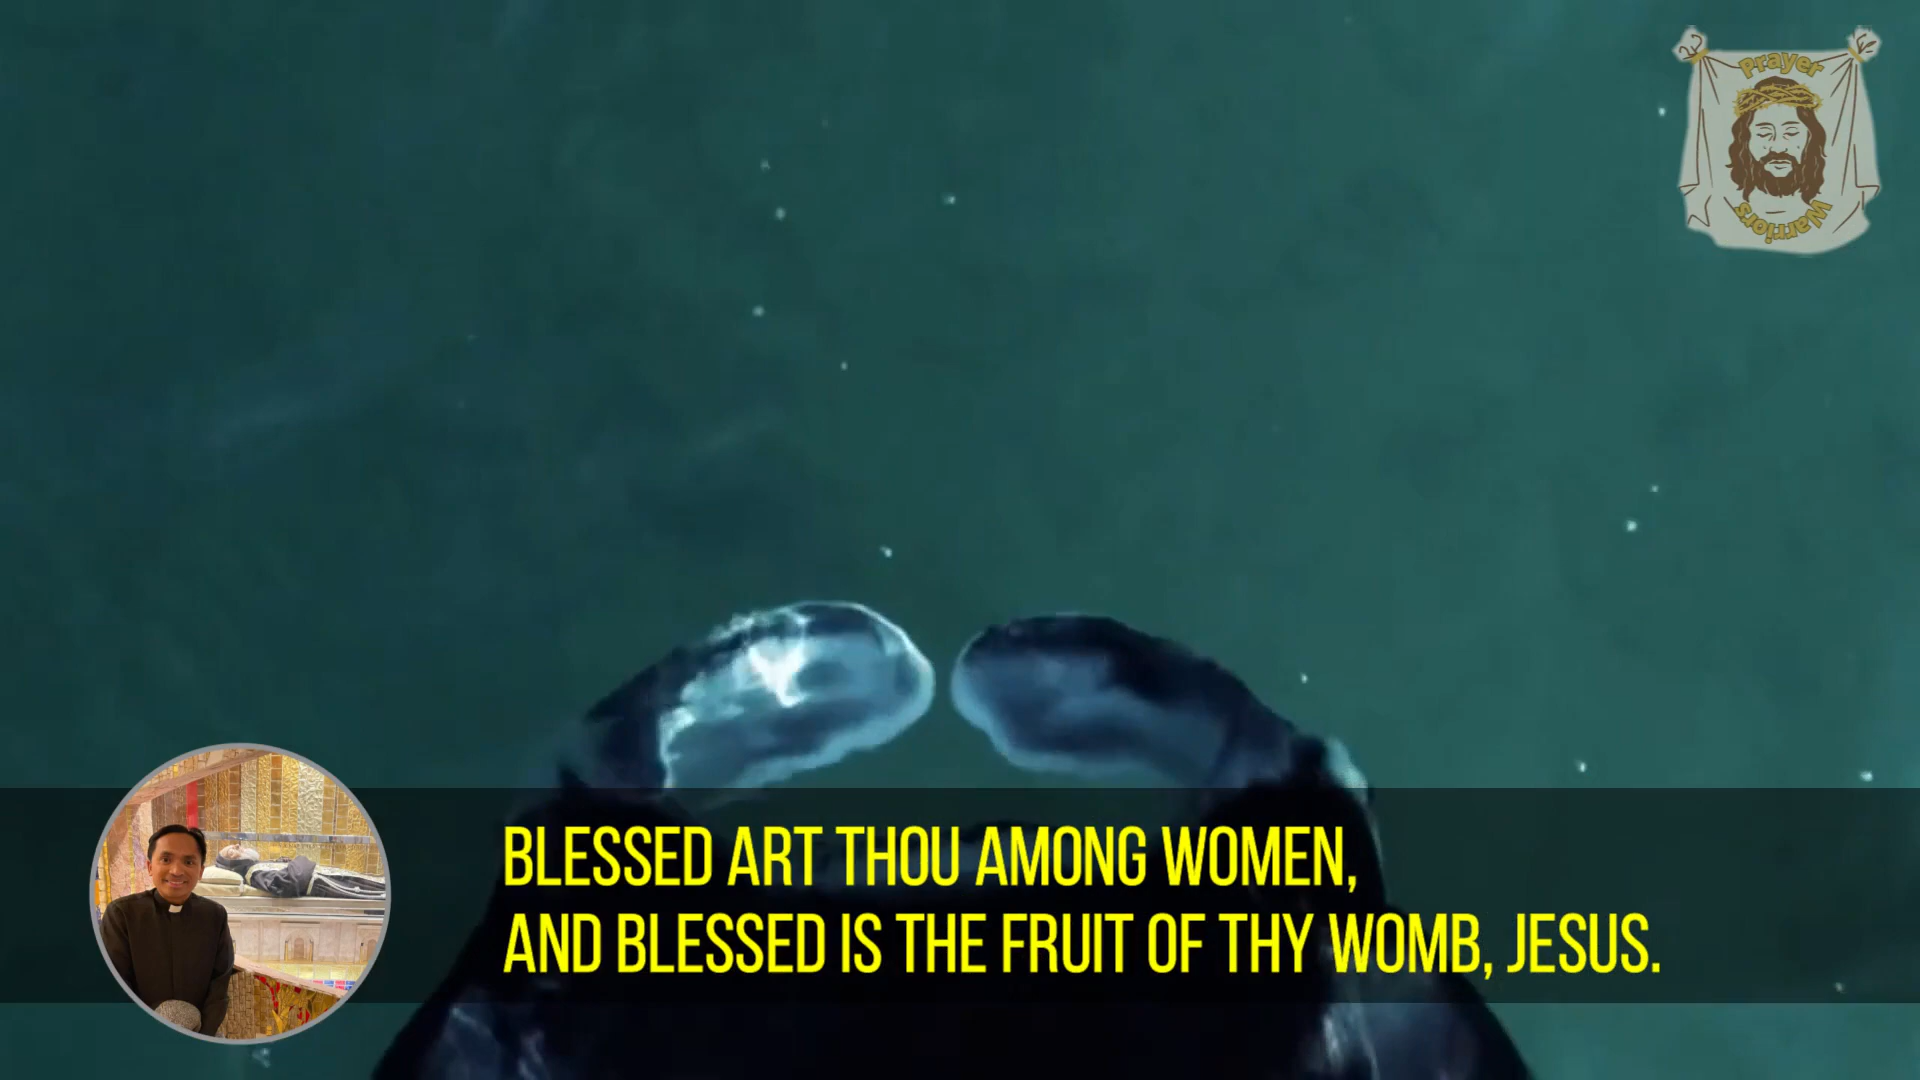 Prayer
Warriors
BLESSED ART THOU AMONG WOMEN,
AND BLESSED IS THE FRUIT OF THY WOMB, JESUS.